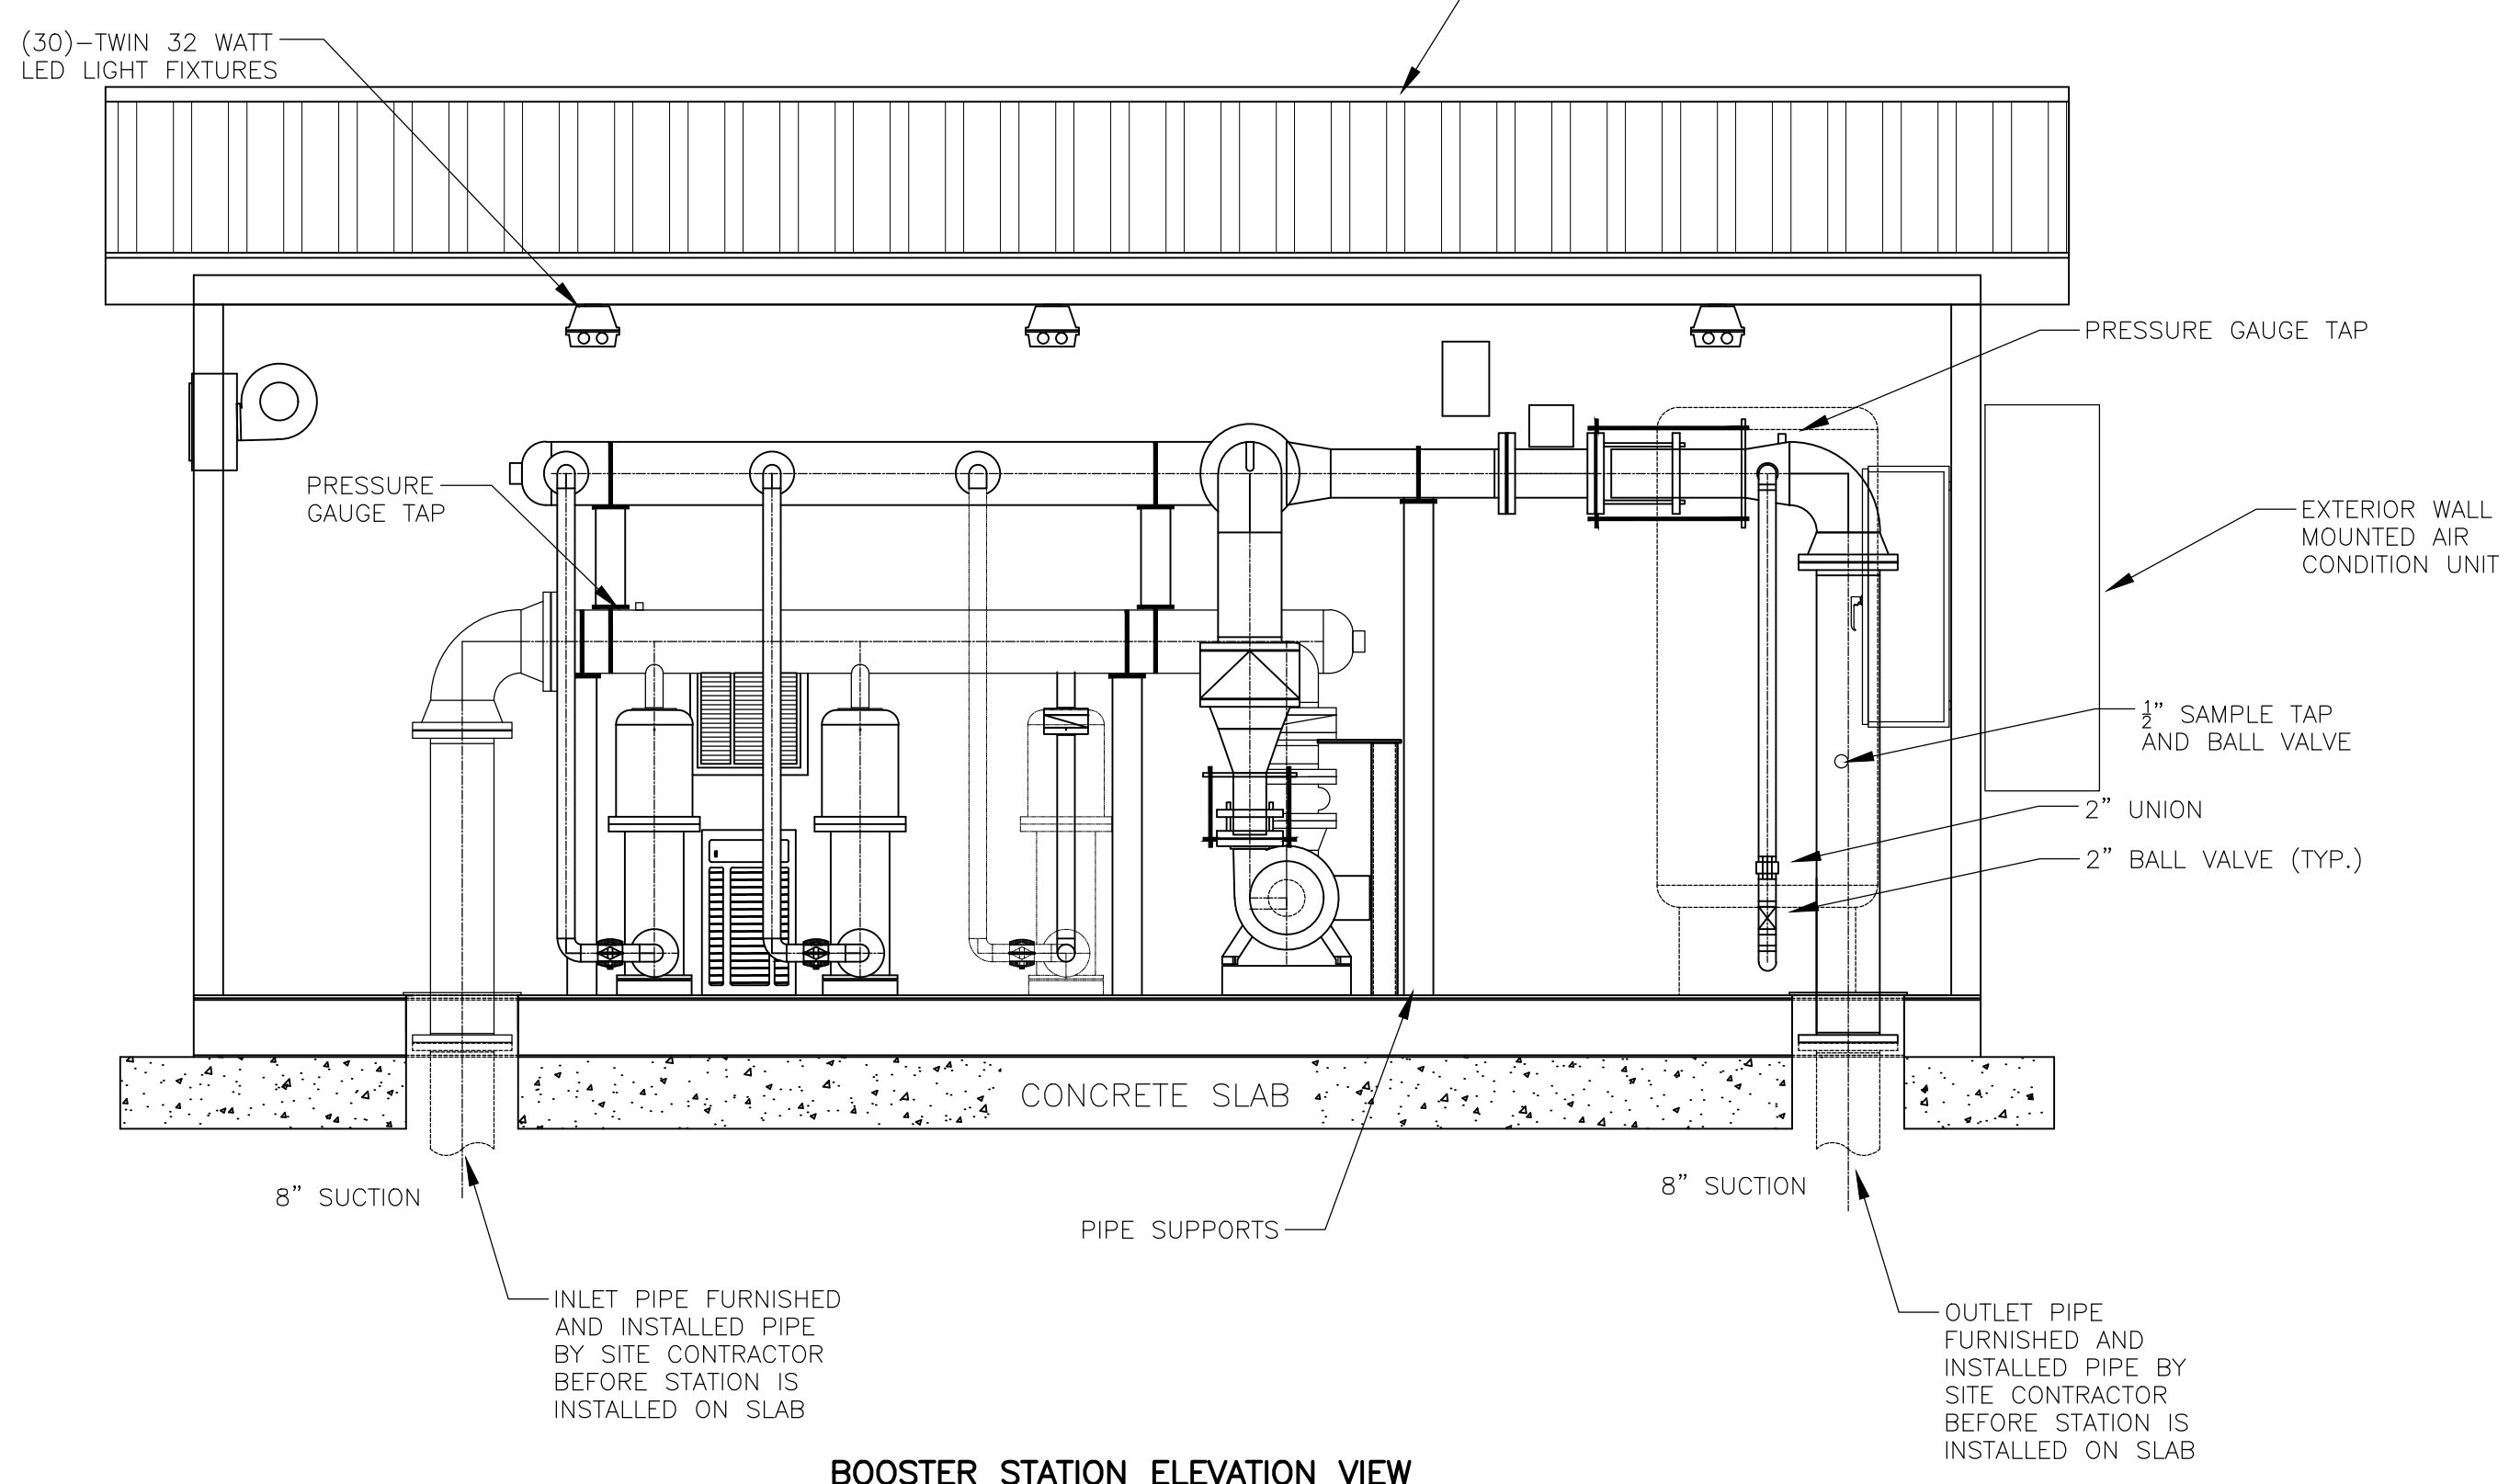 (30)-TWIN 32 WATT
LED LIGHT FIXTURES
PRESSURE GAUGE TAP
PRESSURE
GAUGE TAP
EXTERIOR WALL
MOUNTED AIR
CONDITION UNIT
½" SAMPLE TAP
AND BALL VALVE
2" UNION
2" BALL VALVE (TYP.)
CONCRETE SLAB
8" SUCTION
8" SUCTION
PIPE SUPPORTS
INLET PIPE FURNISHED
AND INSTALLED PIPE
BY SITE CONTRACTOR
BEFORE STATION IS
INSTALLED ON SLAB
OUTLET PIPE
FURNISHED AND
INSTALLED PIPE BY
SITE CONTRACTOR
BEFORE STATION IS
INSTALLED ON SLAB
BOOSTER STATION ELEVATION VIEW